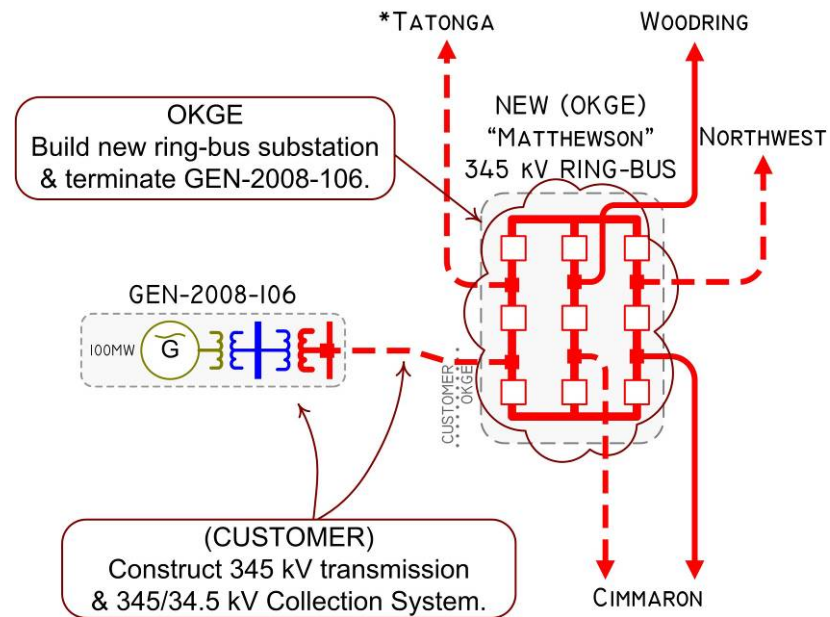 *TATONGA
WOODRING
OKGE
Build new ring-bus substation
& terminate GEN-2008-106.
NEW (OKGE)
"MATTHEWSON"
345 KV RING-BUS
NORTHWEST
GEN-2008-106
100MW
G
CUSTOMER
OKGE
(CUSTOMER)
Construct 345 kV transmission
& 345/34.5 kV Collection System.
CIMMARON